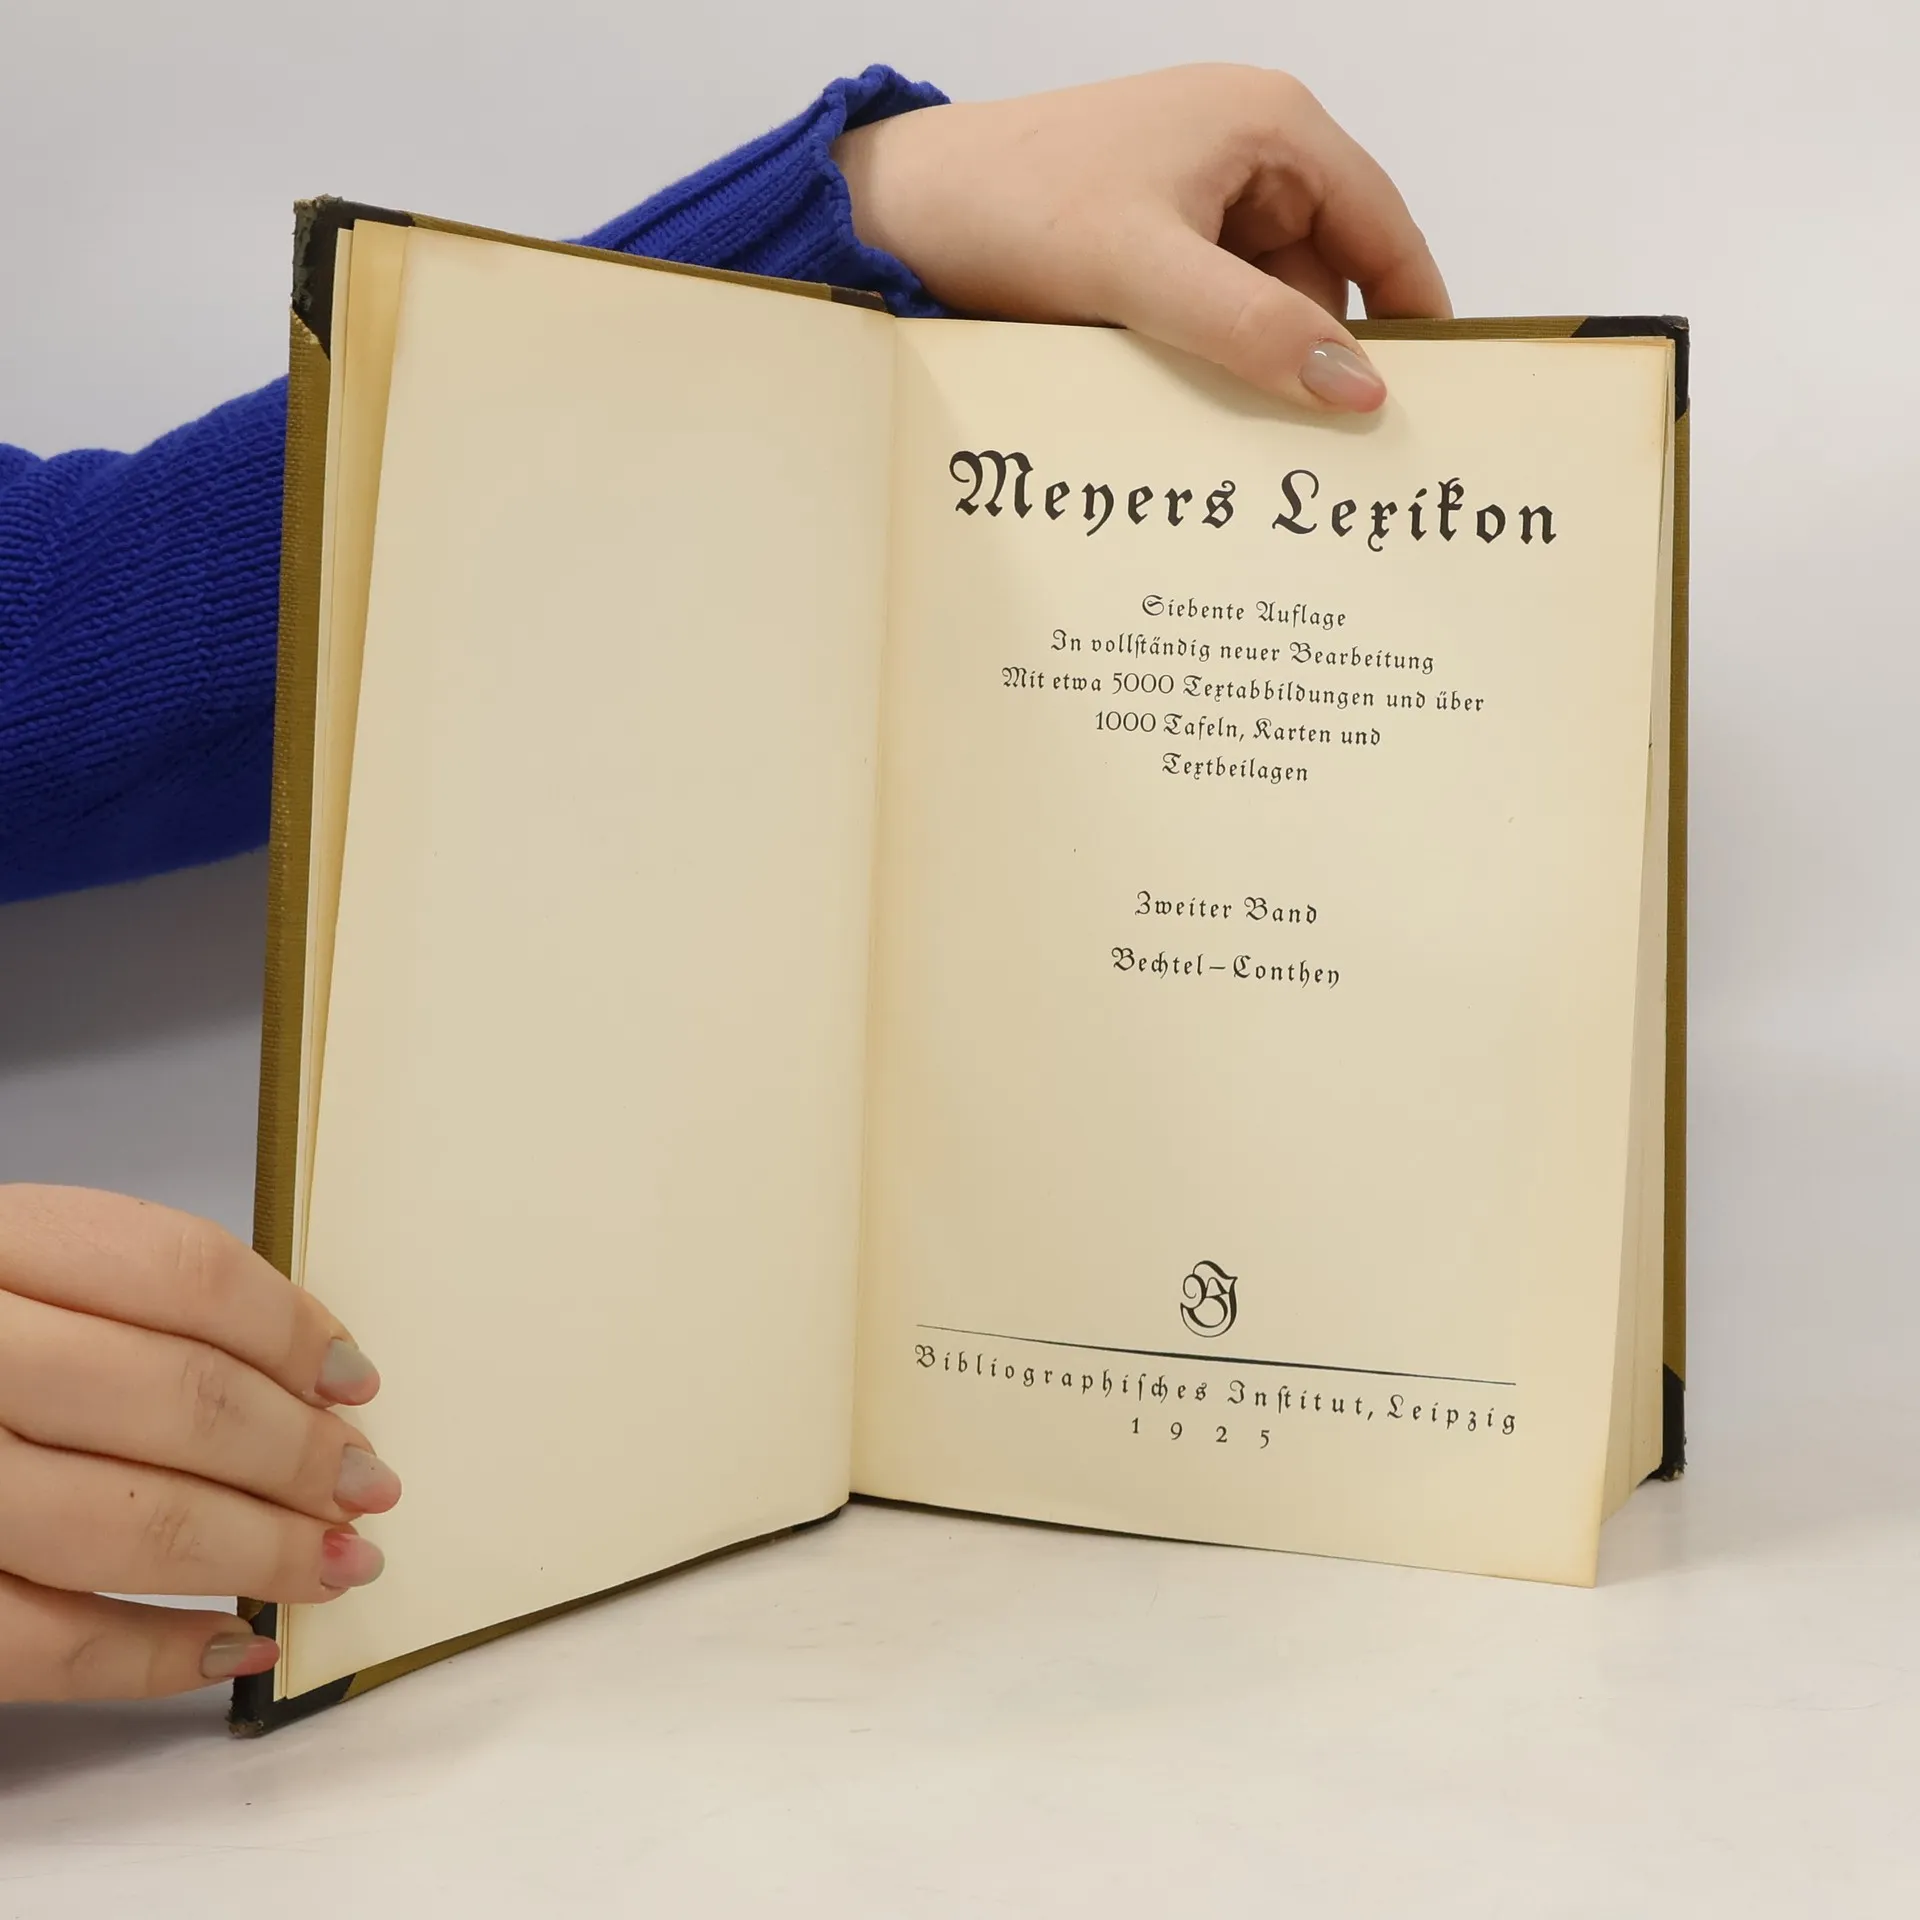 Meyers Lexikon
Siebente Auflage
In vollſtändig neuer Bearbeitung
Mit etwa 5000 Textabbildungen und über
1000 Tafeln, Karten und
Textbeilagen
Zweiter Band
Bechtel – Conthey
BI
Bibliographiſches Inſtitut, Leipzig
1925